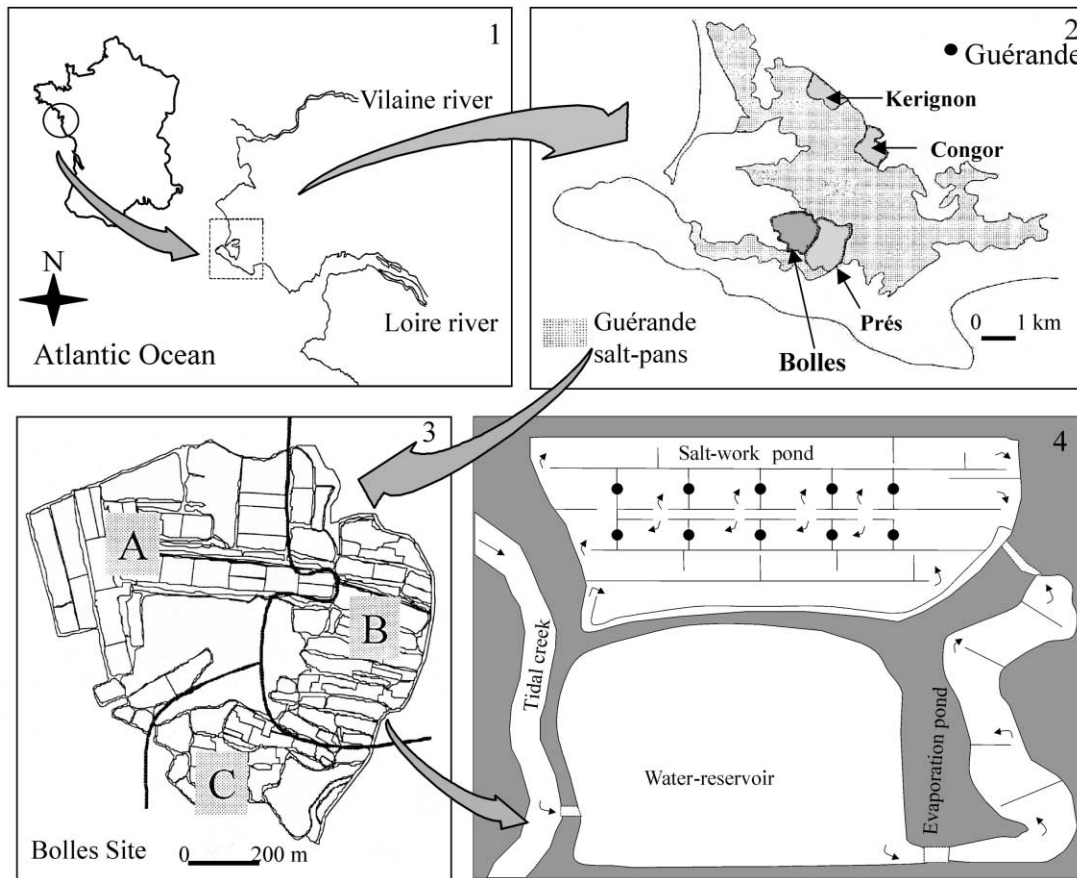 1
Vilaine river
N
Loire river
Atlantic Ocean
2
Guérande
Kerignon
Congor
Prés
0 1 km
Bolles
Guérande
salt-pans
3
A
B
C
Bolles Site
0 200 m
4
Salt-work pond
Tidal creek
Water-reservoir
Evaporation pond